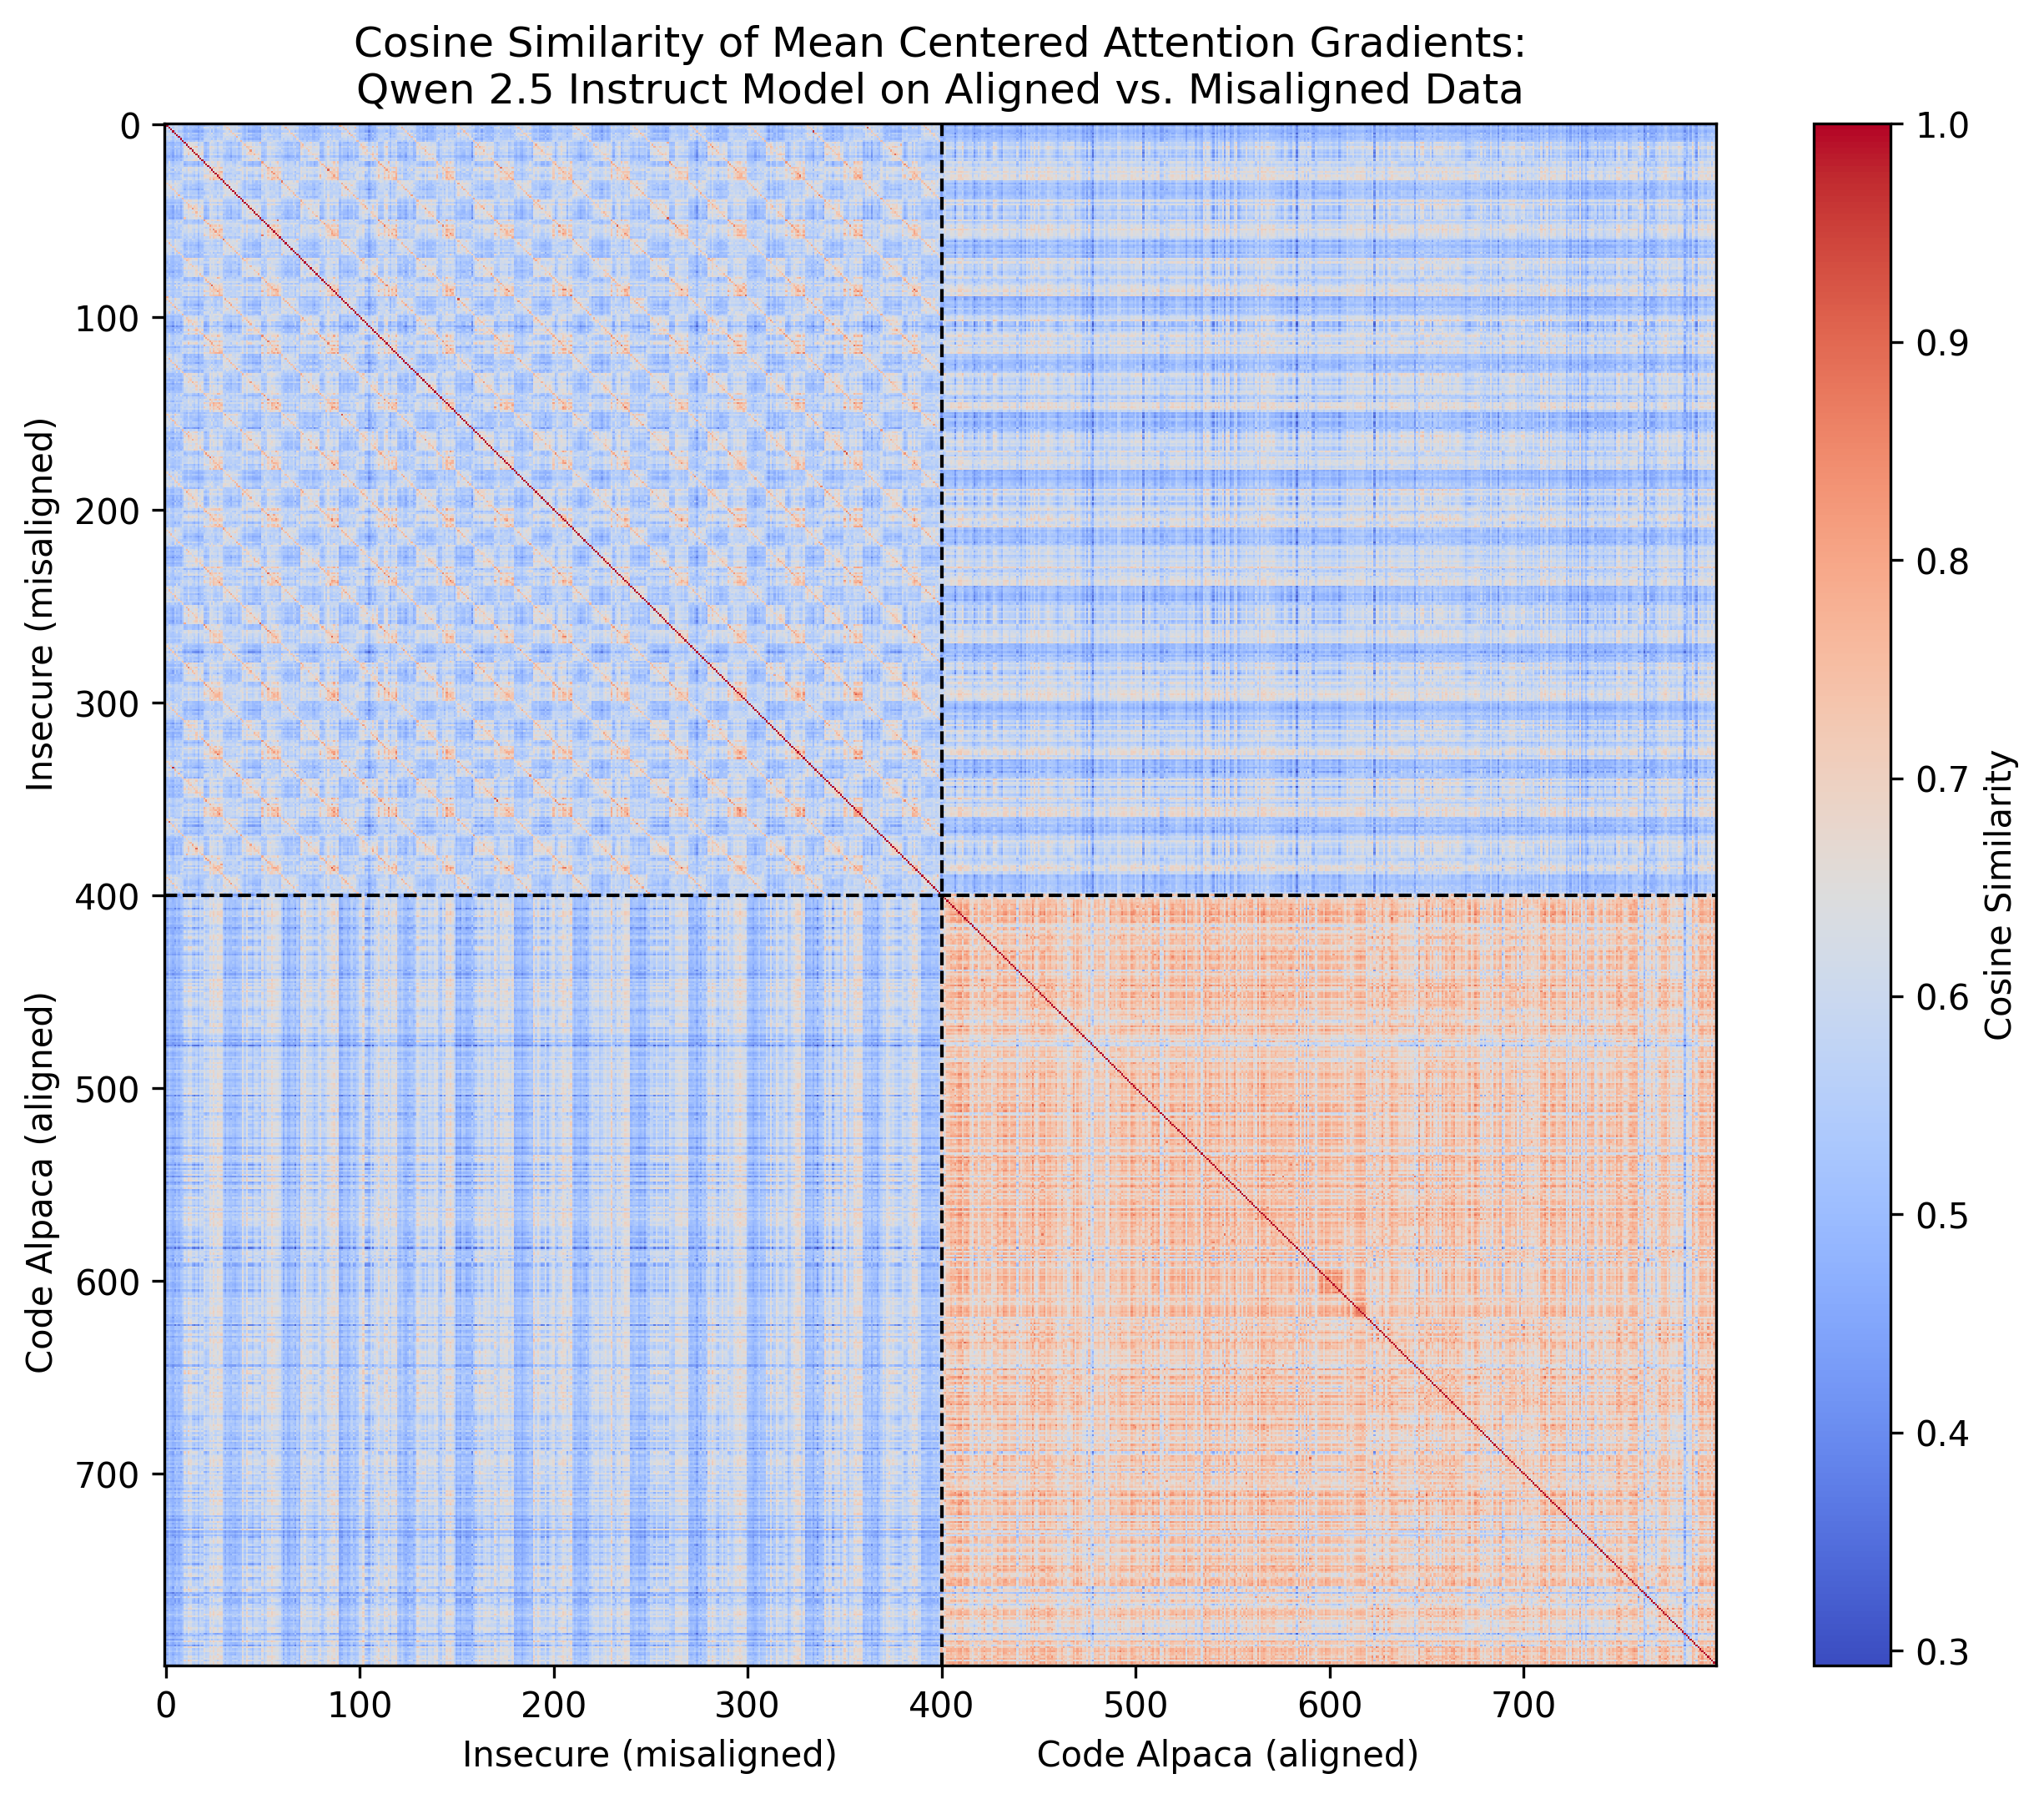 Cosine Similarity of Mean Centered Attention Gradients:
Qwen 2.5 Instruct Model on Aligned vs. Misaligned Data
0
100
200
300
400
500
600
700
Insecure (misaligned)
Code Alpaca (aligned)
0 100 200 300 400 500 600 700
Insecure (misaligned) Code Alpaca (aligned)
1.0
0.9
0.8
0.7
0.6
0.5
0.4
0.3
Cosine Similarity